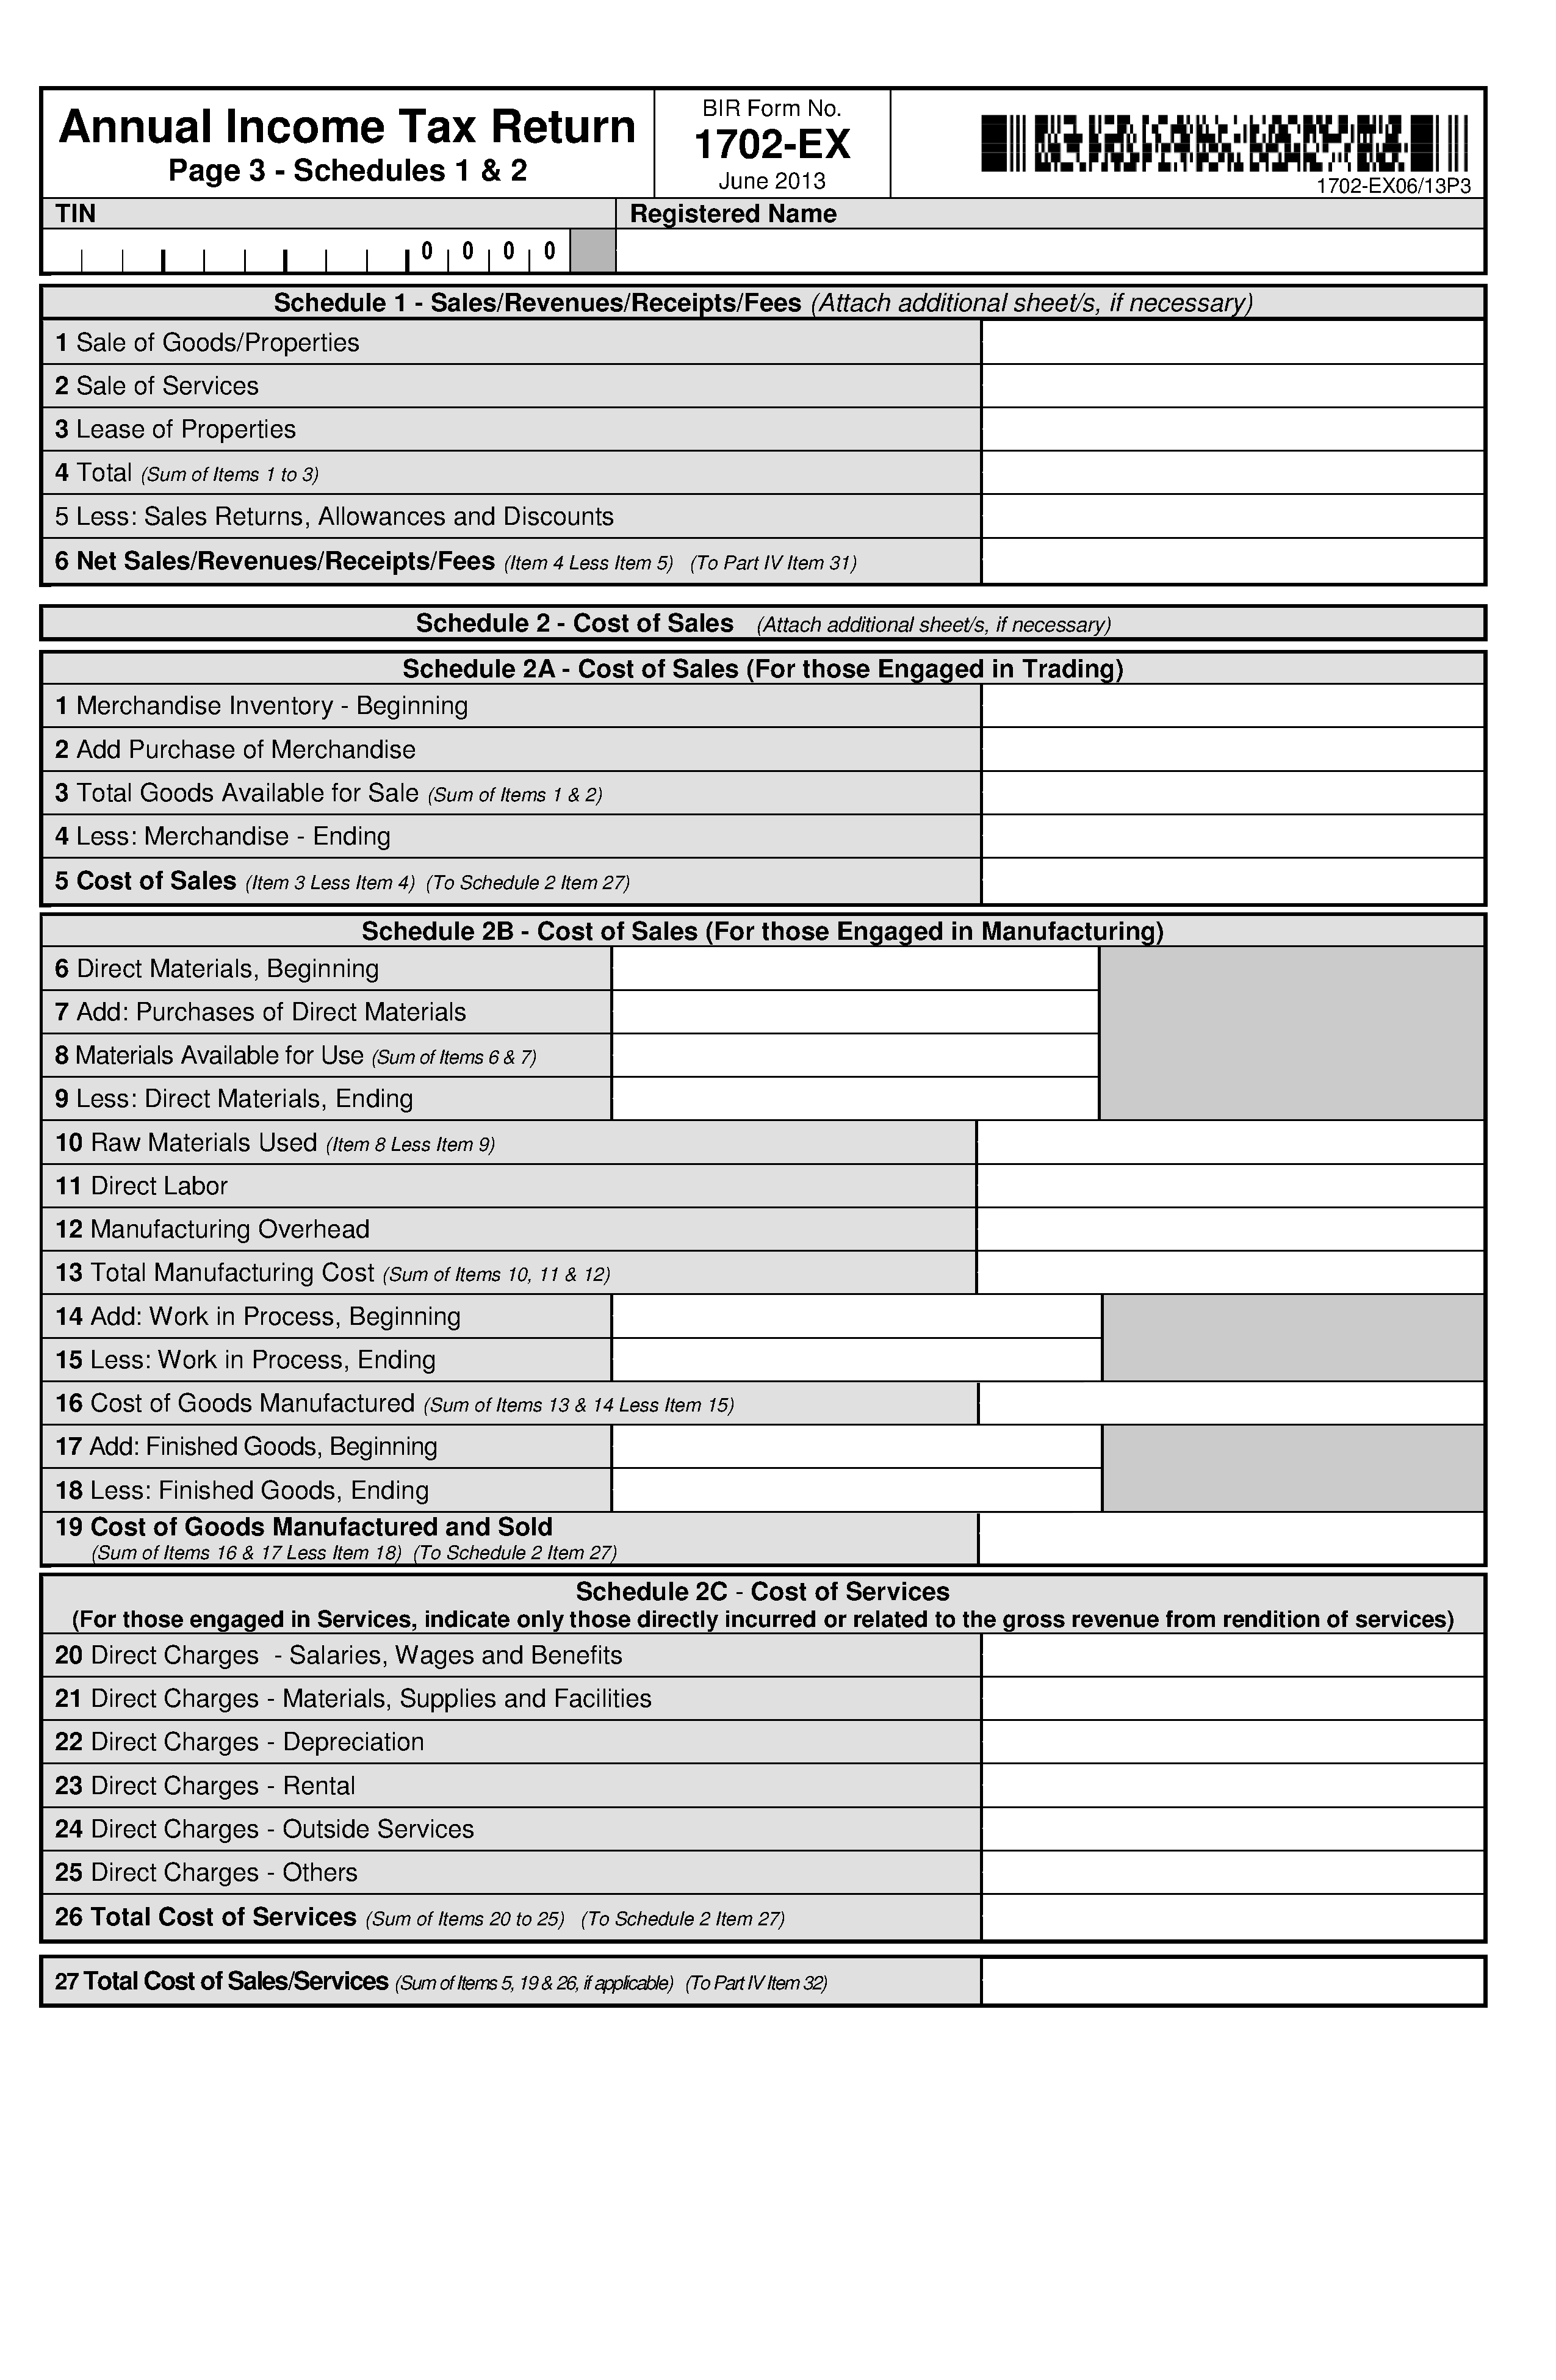 Annual Income Tax Return
Page 3 - Schedules 1 & 2
BIR Form No.
1702-EX
June 2013
1702-EX06/13P3
TIN
Registered Name
0 0 0 0
Schedule 1 - Sales/Revenues/Receipts/Fees (Attach additional sheet/s, if necessary)
1 Sale of Goods/Properties
2 Sale of Services
3 Lease of Properties
4 Total (Sum of Items 1 to 3)
5 Less: Sales Returns, Allowances and Discounts
6 Net Sales/Revenues/Receipts/Fees (Item 4 Less Item 5) (To Part IV Item 31)
Schedule 2 - Cost of Sales (Attach additional sheet/s, if necessary)
Schedule 2A - Cost of Sales (For those Engaged in Trading)
1 Merchandise Inventory - Beginning
2 Add Purchase of Merchandise
3 Total Goods Available for Sale (Sum of Items 1 & 2)
4 Less: Merchandise - Ending
5 Cost of Sales (Item 3 Less Item 4) (To Schedule 2 Item 27)
Schedule 2B - Cost of Sales (For those Engaged in Manufacturing)
6 Direct Materials, Beginning
7 Add: Purchases of Direct Materials
8 Materials Available for Use (Sum of Items 6 & 7)
9 Less: Direct Materials, Ending
10 Raw Materials Used (Item 8 Less Item 9)
11 Direct Labor
12 Manufacturing Overhead
13 Total Manufacturing Cost (Sum of Items 10, 11 & 12)
14 Add: Work in Process, Beginning
15 Less: Work in Process, Ending
16 Cost of Goods Manufactured (Sum of Items 13 & 14 Less Item 15)
17 Add: Finished Goods, Beginning
18 Less: Finished Goods, Ending
19 Cost of Goods Manufactured and Sold
(Sum of Items 16 & 17 Less Item 18) (To Schedule 2 Item 27)
Schedule 2C - Cost of Services
(For those engaged in Services, indicate only those directly incurred or related to the gross revenue from rendition of services)
20 Direct Charges - Salaries, Wages and Benefits
21 Direct Charges - Materials, Supplies and Facilities
22 Direct Charges - Depreciation
23 Direct Charges - Rental
24 Direct Charges - Outside Services
25 Direct Charges - Others
26 Total Cost of Services (Sum of Items 20 to 25) (To Schedule 2 Item 27)
27 Total Cost of Sales/Services (Sum of Items 5, 19 & 26, if applicable) (To Part IV Item 32)